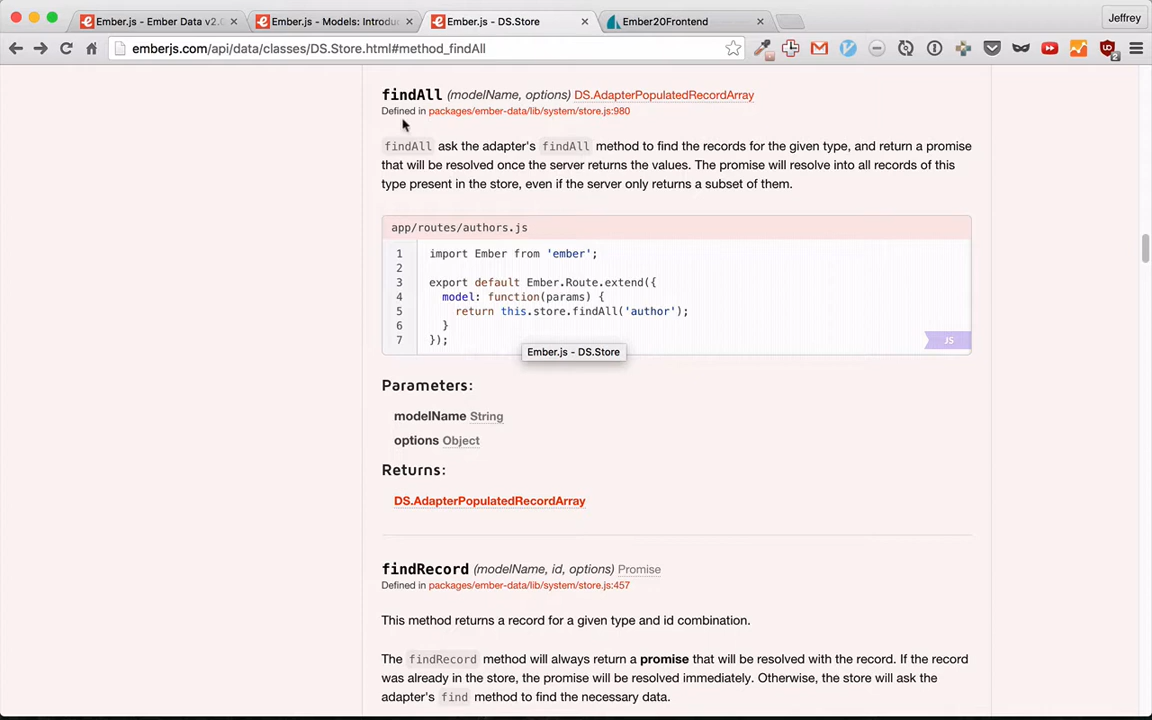 Ember.js - Ember Data v2.0
Ember.js - Models: Introduc
Ember.js - DS.Store
Ember20Frontend
Jeffrey
emberjs.com/api/data/classes/DS.Store.html#method_findAll
2
findAll (modelName, options) DS.AdapterPopulatedRecordArray
Defined in packages/ember-data/lib/system/store.js:980
findAll ask the adapter's findAll method to find the records for the given type, and return a promise
that will be resolved once the server returns the values. The promise will resolve into all records of this
type present in the store, even if the server only returns a subset of them.
app/routes/authors.js
1 import Ember from 'ember';
2
3 export default Ember.Route.extend({
4 model: function(params) {
5 return this.store.findAll('author');
6 }
7 });
JS
Ember.js - DS.Store
Parameters:
modelName String
options Object
Returns:
DS.AdapterPopulatedRecordArray
findRecord (modelName, id, options) Promise
Defined in packages/ember-data/lib/system/store.js:457
This method returns a record for a given type and id combination.
The findRecord method will always return a promise that will be resolved with the record. If the record
was already in the store, the promise will be resolved immediately. Otherwise, the store will ask the
adapter's find method to find the necessary data.